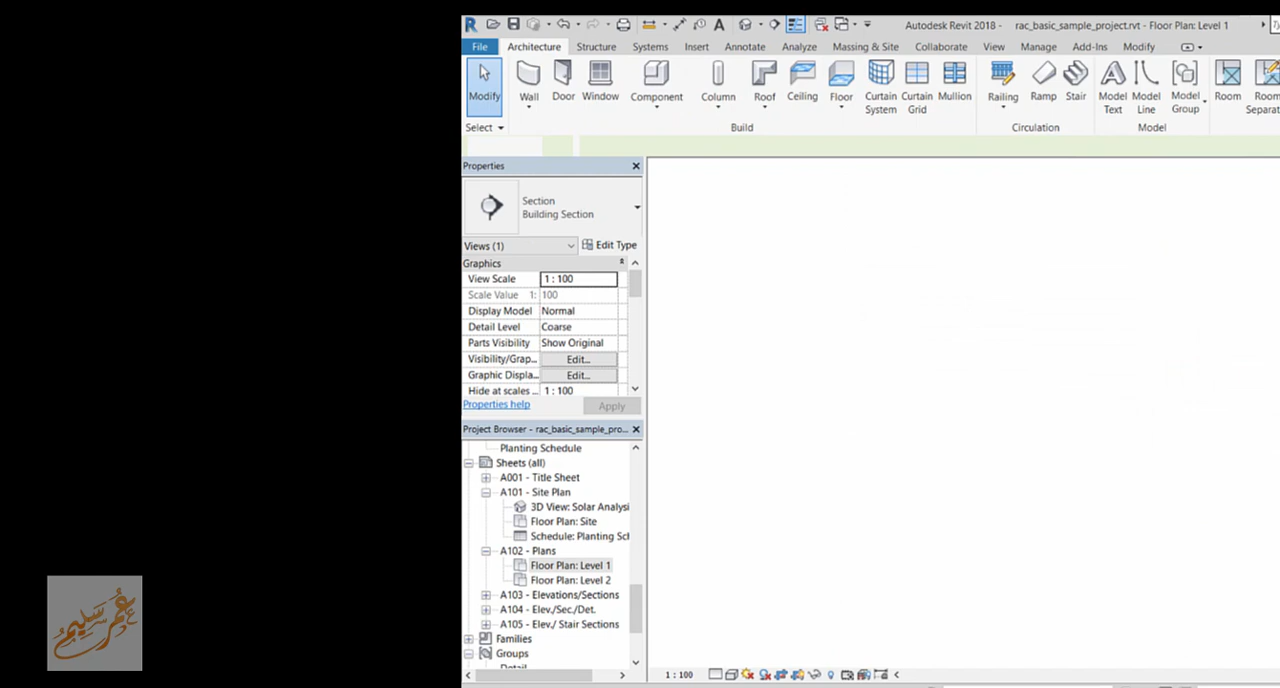 Autodesk Revit 2018 - rac_basic_sample_project.rvt - Floor Plan: Level 1
File Architecture Structure Systems Insert Annotate Analyze Massing & Site Collaborate View Manage Add-Ins Modify
Modify Wall Door Window Component Column Roof Ceiling Floor Curtain System Curtain Grid Mullion Railing Ramp Stair Model Text Model Line Model Group Room Room
Select Build Circulation Model
Properties
Section
Building Section
Views (1) Edit Type
Graphics
View Scale 1 : 100
Scale Value 1: 100
Display Model Normal
Detail Level Coarse
Parts Visibility Show Original
Visibility/Grap... Edit...
Graphic Displa... Edit...
Hide at scales ... 1 : 100
Properties help Apply
Project Browser - rac_basic_sample_pro...
Planting Schedule
Sheets (all)
A001 - Title Sheet
A101 - Site Plan
3D View: Solar Analysi
Floor Plan: Site
Schedule: Planting Scl
A102 - Plans
Floor Plan: Level 1
Floor Plan: Level 2
A103 - Elevations/Sections
A104 - Elev./Sec./Det.
A105 - Elev./ Stair Sections
Families
Groups
1 : 100
عمر سليم